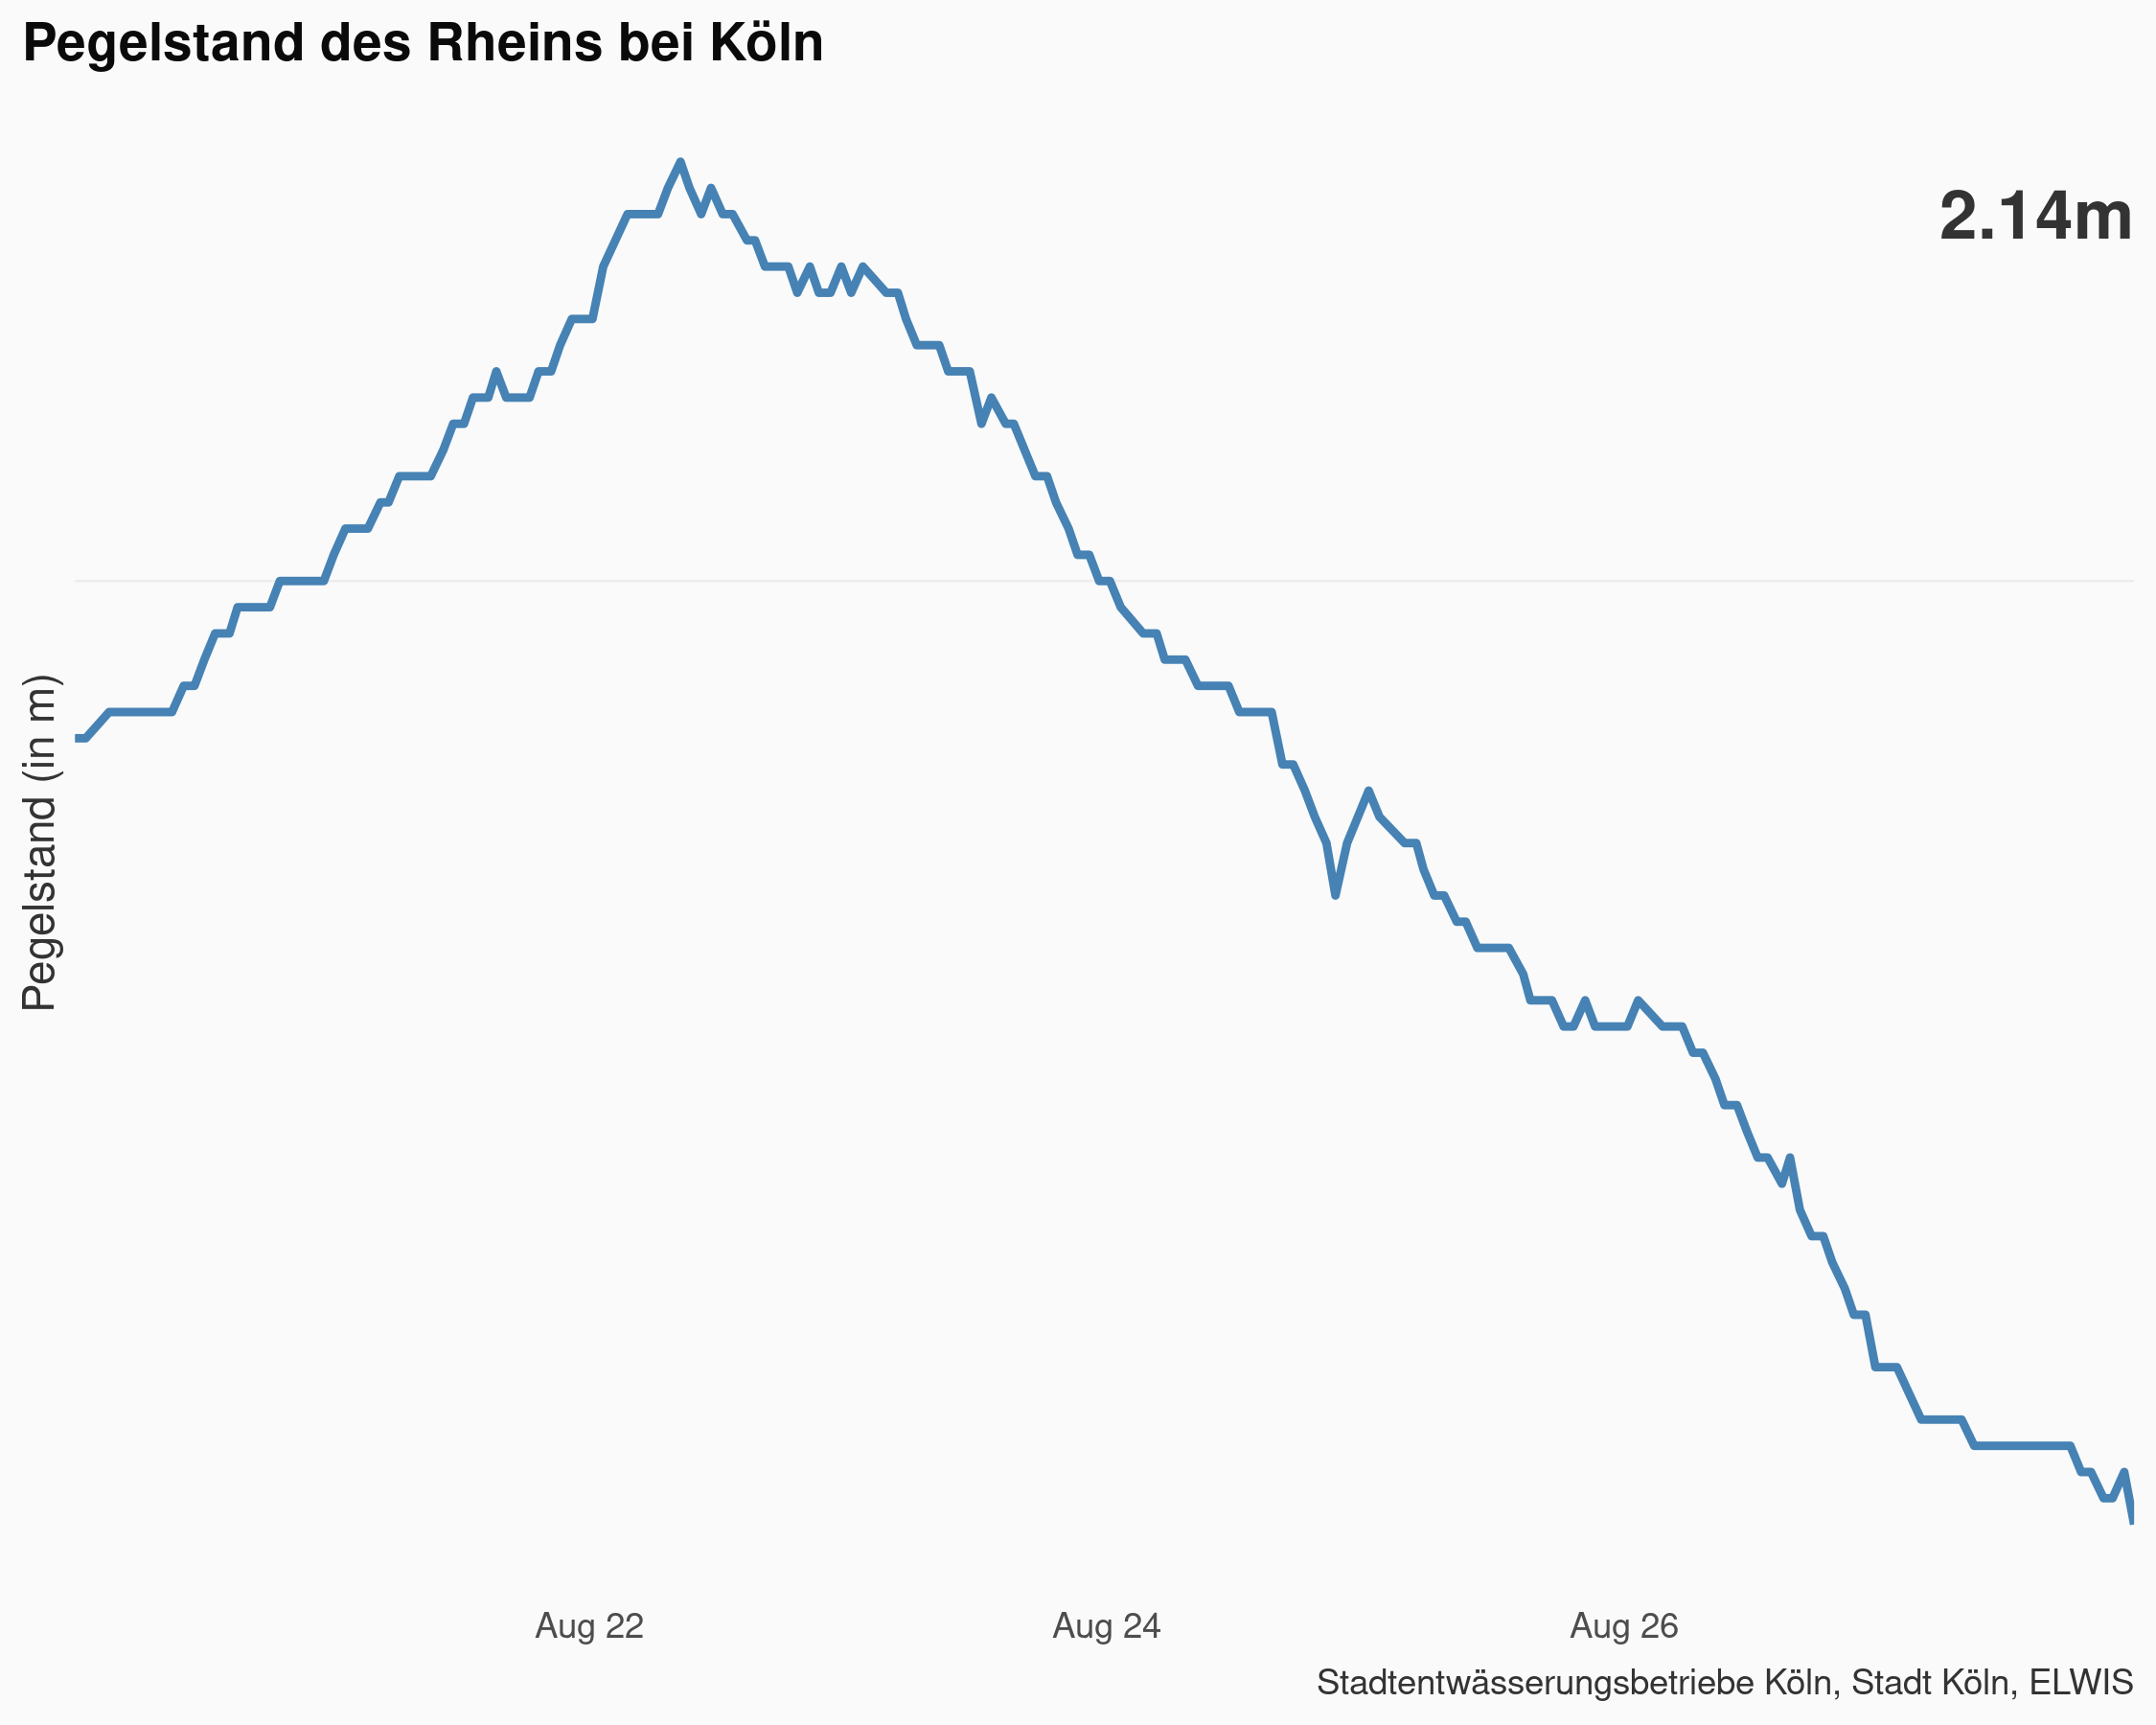 Pegelstand des Rheins bei Köln
2.14m
Pegelstand (in m)
Aug 22
Aug 24
Aug 26
Stadtentwässerungsbetriebe Köln, Stadt Köln, ELWIS